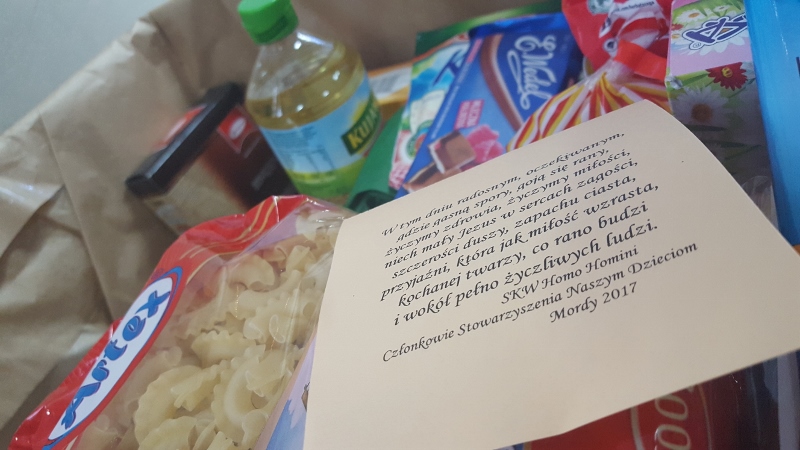 E.Wedel
KUJA
Artex
W tym dniu radosnym, oczekiwanym,
gdzie gasną spory, goją się rany,
życzymy zdrowia, życzymy miłości,
niech mały Jezus w sercach zagości,
szczerości duszy, zapachu ciasta,
przyjaźni, która jak miłość wzrasta,
kochanej twarzy, co rano budzi
i wokół pełno życzliwych ludzi.
SKW Homo Homini
Członkowie Stowarzyszenia Naszym Dzieciom
Mordy 2017